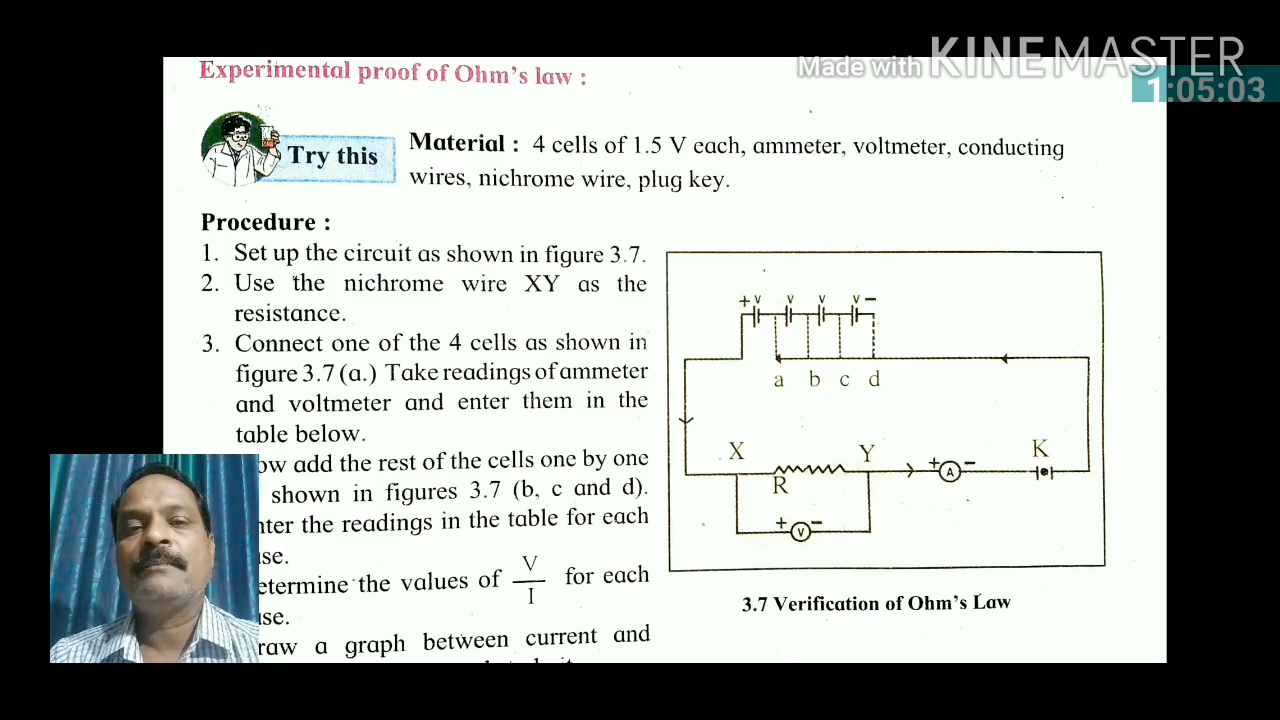 Made with KINEMASTER
1:05:03
Experimental proof of Ohm's law :
Try this
Material : 4 cells of 1.5 V each, ammeter, voltmeter, conducting
wires, nichrome wire, plug key.
Procedure :
1. Set up the circuit as shown in figure 3.7.
2. Use the nichrome wire XY as the
resistance.
3. Connect one of the 4 cells as shown in
figure 3.7 (a.) Take readings of ammeter
and voltmeter and enter them in the
table below.
ow add the rest of the cells one by one
shown in figures 3.7 (b, c and d).
nter the readings in the table for each
se.
etermine the values of V/I for each
se.
raw a graph between current and
+ v v v v −
a b c d
X Y K
R
+ A −
+ V −
3.7 Verification of Ohm's Law